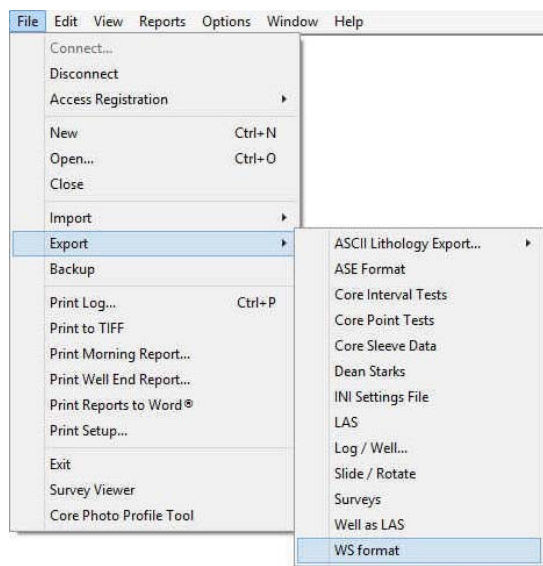 File Edit View Reports Options Window Help
Connect...
Disconnect
Access Registration
New Ctrl+N
Open... Ctrl+O
Close
Import
Export
Backup
Print Log... Ctrl+P
Print to TIFF
Print Morning Report...
Print Well End Report...
Print Reports to Word®
Print Setup...
Exit
Survey Viewer
Core Photo Profile Tool
ASCII Lithology Export...
ASE Format
Core Interval Tests
Core Point Tests
Core Sleeve Data
Dean Starks
INI Settings File
LAS
Log / Well...
Slide / Rotate
Surveys
Well as LAS
WS format